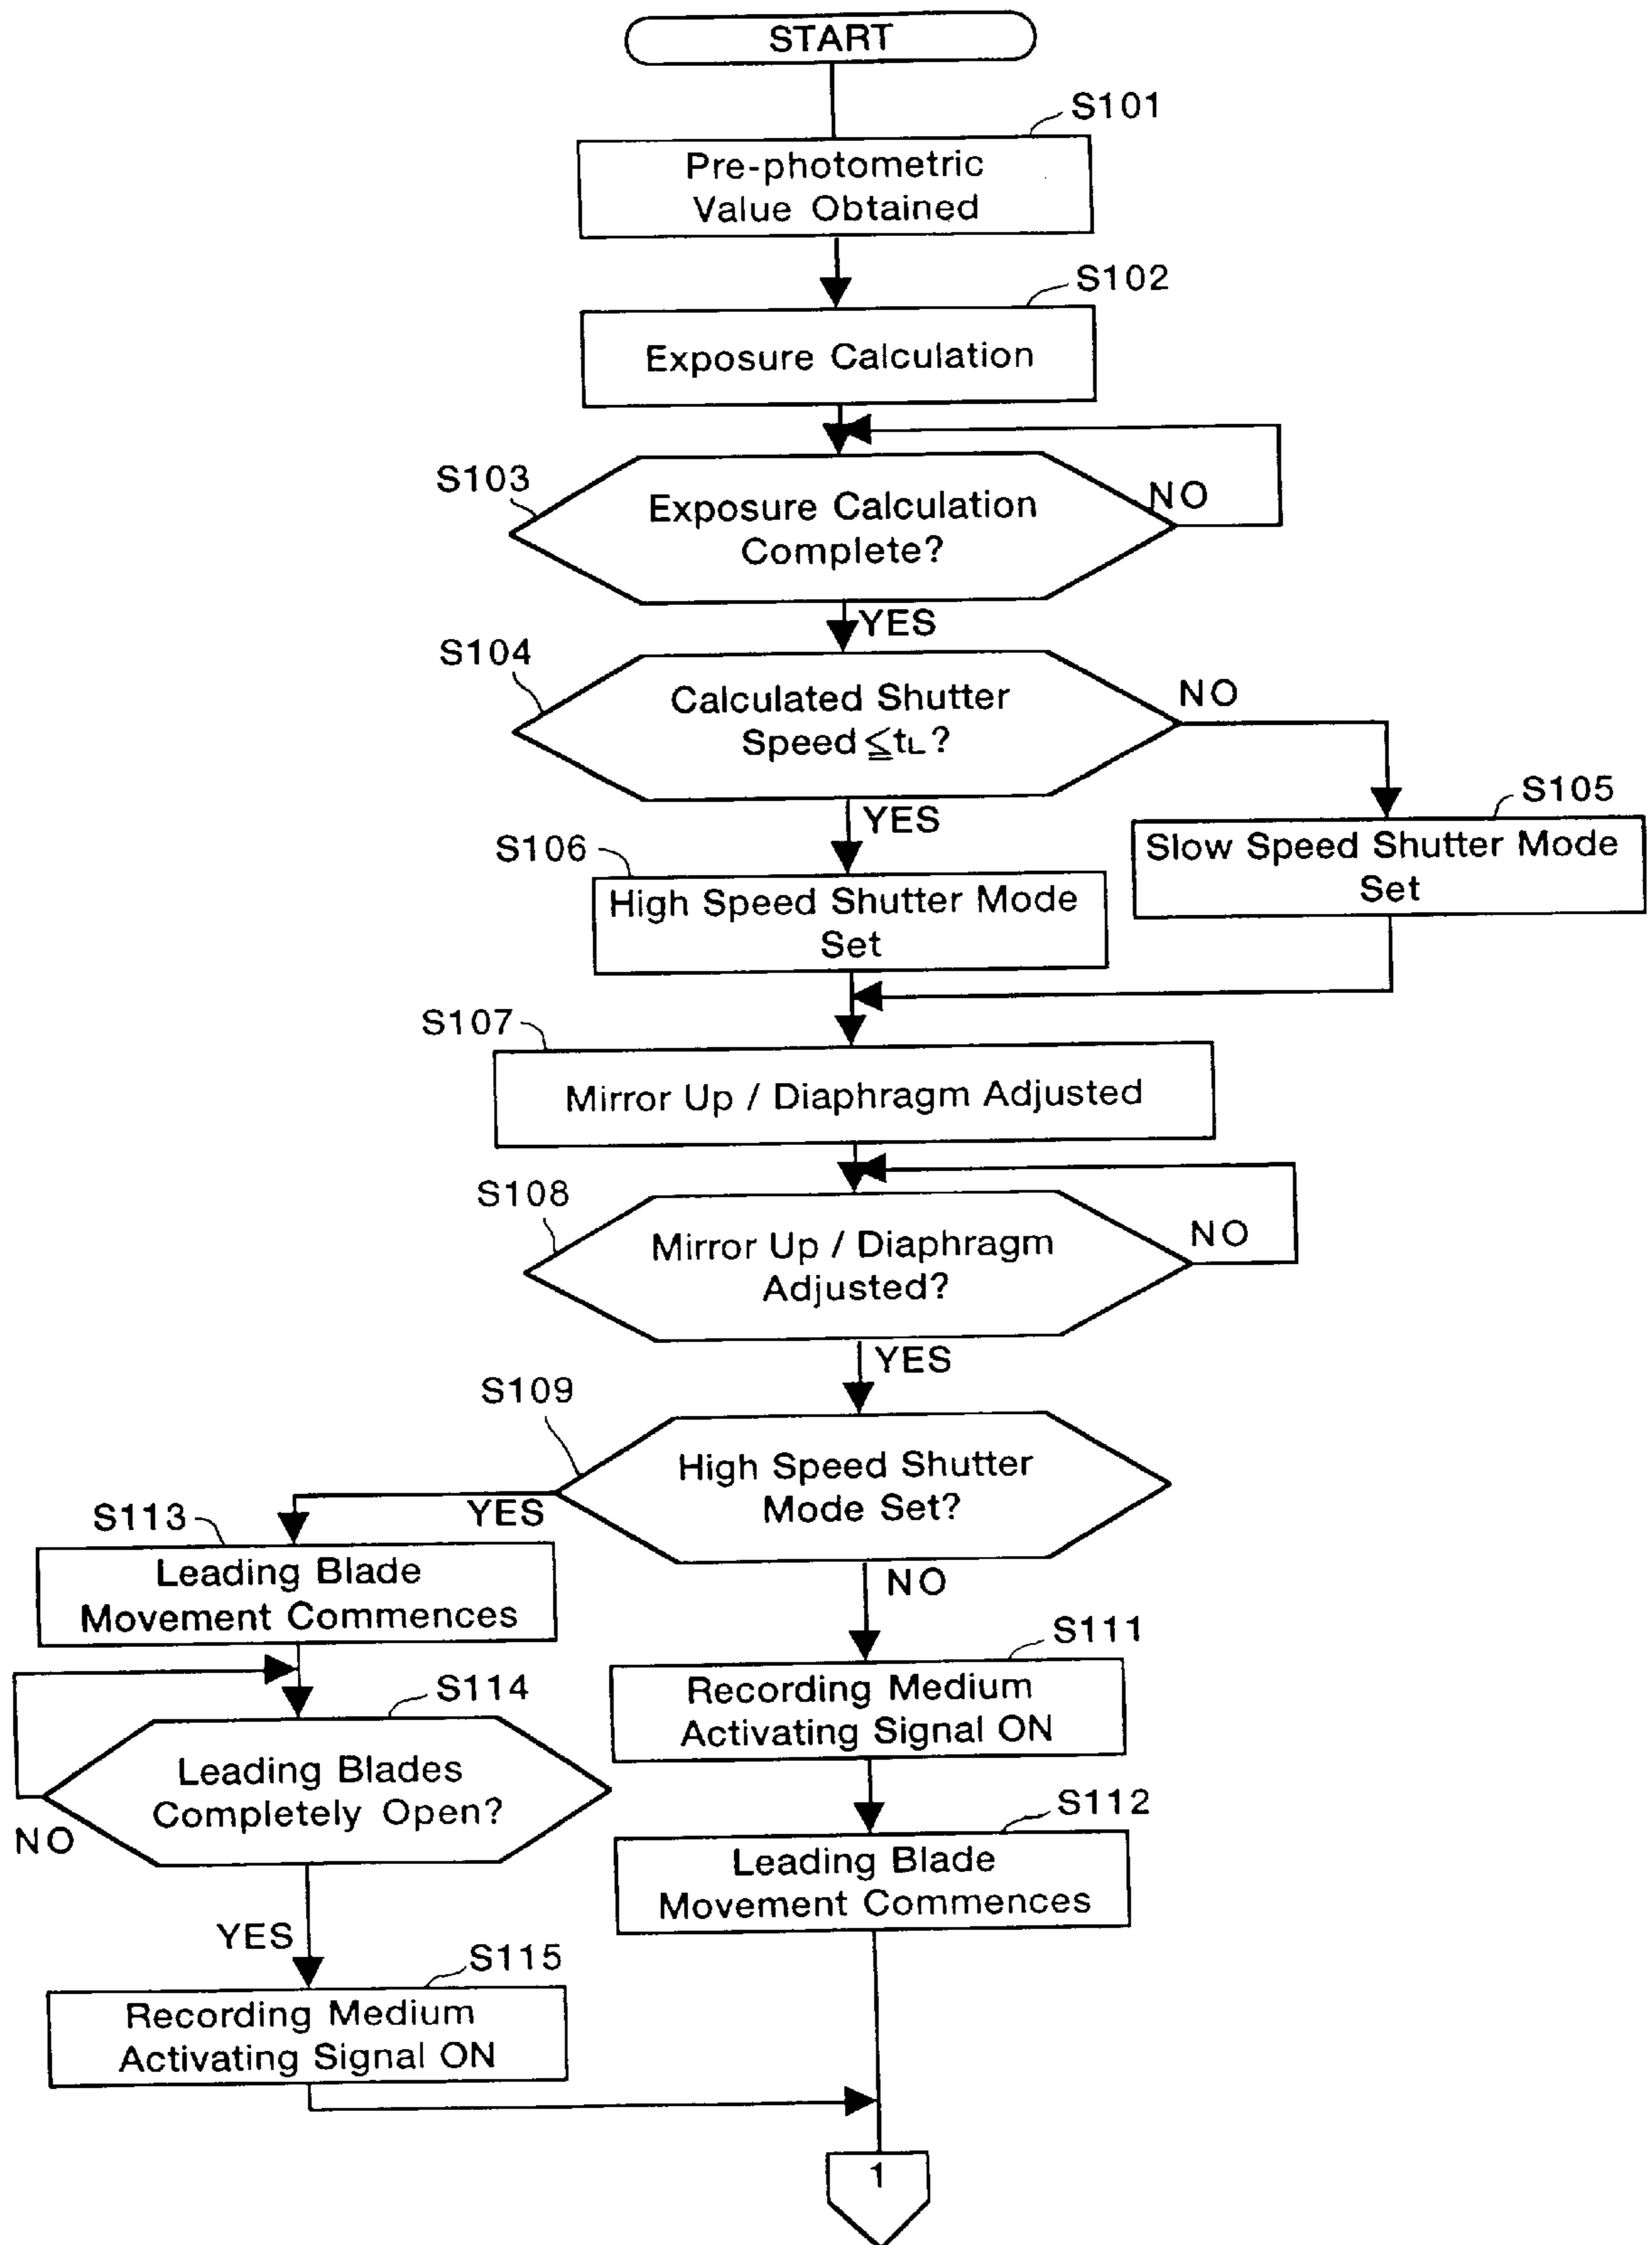 START
S101
Pre-photometric
Value Obtained
S102
Exposure Calculation
S103
Exposure Calculation
Complete?
NO
YES
S104
Calculated Shutter
Speed ≦ tL ?
NO
YES
S105
Slow Speed Shutter Mode
Set
S106
High Speed Shutter Mode
Set
S107
Mirror Up / Diaphragm Adjusted
S108
Mirror Up / Diaphragm
Adjusted?
NO
YES
S109
High Speed Shutter
Mode Set?
YES
NO
S113
Leading Blade
Movement Commences
S114
Leading Blades
Completely Open?
NO
YES
S115
Recording Medium
Activating Signal ON
S111
Recording Medium
Activating Signal ON
S112
Leading Blade
Movement Commences
1